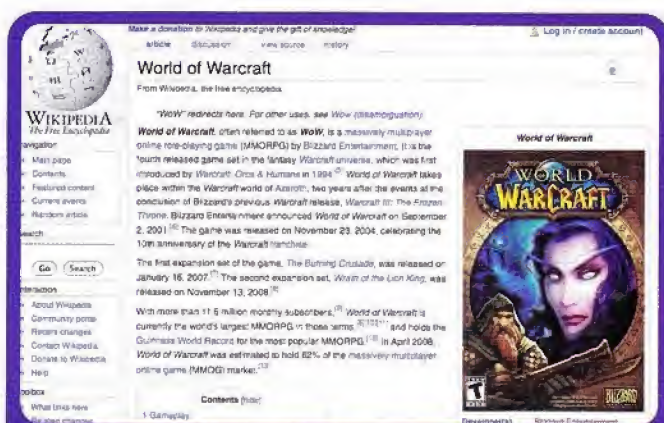 Make a donation to Wikipedia and give the gift of knowledge!
Log in / create account
article discussion view source history
World of Warcraft
From Wikipedia, the free encyclopedia
WIKIPEDIA
The Free Encyclopedia
navigation
Main page
Contents
Featured content
Current events
Random article
search
Go Search
interaction
About Wikipedia
Community portal
Recent changes
Contact Wikipedia
Donate to Wikipedia
Help
toolbox
What links here
Related changes
"WoW" redirects here. For other uses, see Wow (disambiguation).
World of Warcraft, often referred to as WoW, is a massively multiplayer
online role-playing game (MMORPG) by Blizzard Entertainment. It is the
fourth released game set in the fantasy Warcraft universe, which was first
introduced by Warcraft: Orcs & Humans in 1994. World of Warcraft takes
place within the Warcraft world of Azeroth, two years after the events at the
conclusion of Blizzard's previous Warcraft release, Warcraft III: The Frozen
Throne. Blizzard Entertainment announced World of Warcraft on September
2, 2001. The game was released on November 23, 2004, celebrating the
10th anniversary of the Warcraft franchise.
The first expansion set of the game, The Burning Crusade, was released on
January 16, 2007. The second expansion set, Wrath of the Lion King, was
released on November 13, 2008.
With more than 11.5 million monthly subscribers, World of Warcraft is
currently the world's largest MMORPG in those terms, and holds the
Guinness World Record for the most popular MMORPG. In April 2008,
World of Warcraft was estimated to hold 62% of the massively multiplayer
online game (MMOG) market.
Contents [hide]
1 Gameplay
World of Warcraft
WORLD
OF
WARCRAFT
T
BLIZZARD
Developer(s) Blizzard Entertainment